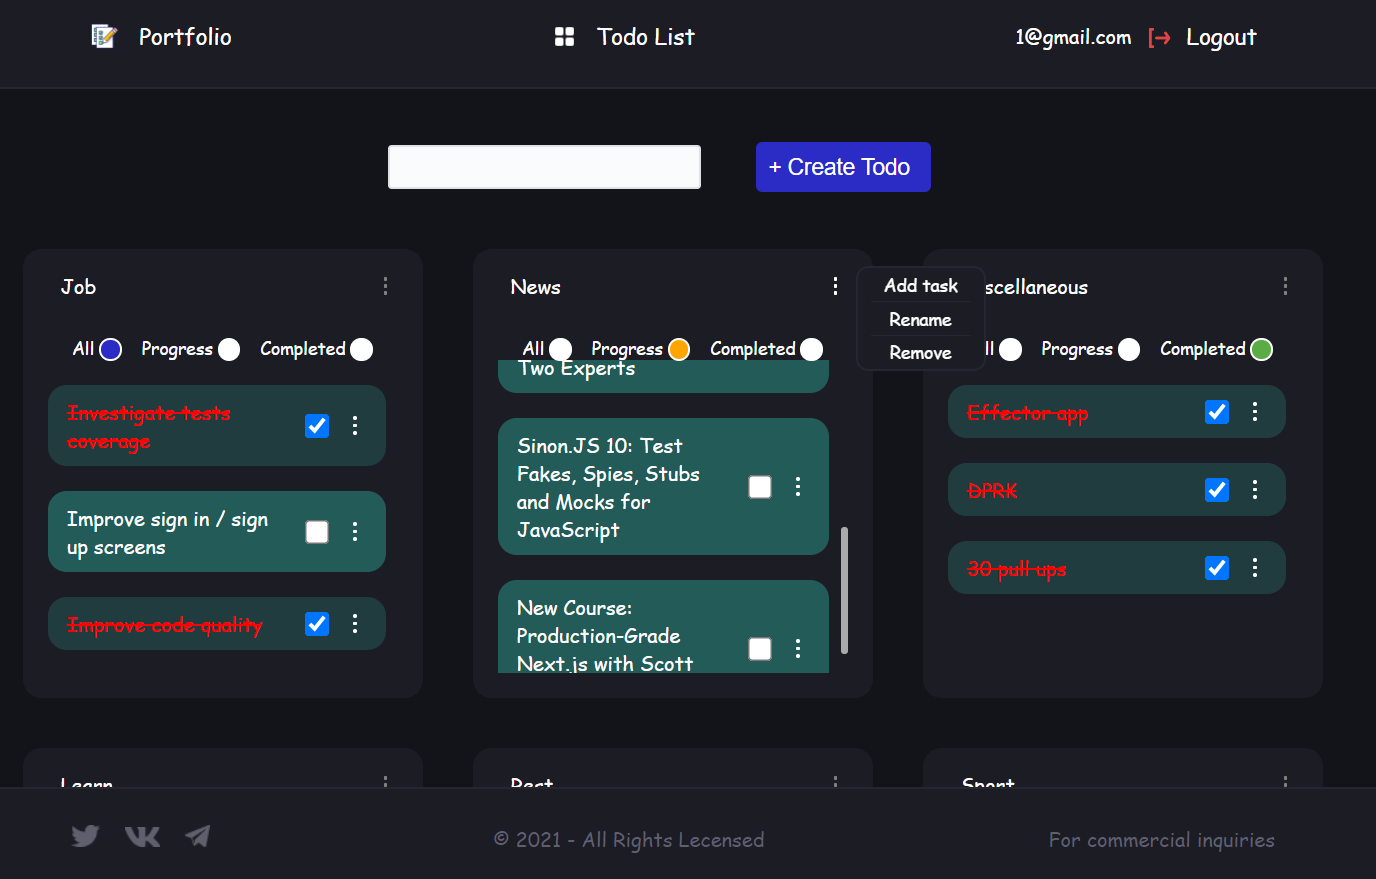 Portfolio
Todo List
1@gmail.com
Logout
+ Create Todo
Job
All
Progress
Completed
Investigate tests
coverage
Improve sign in / sign
up screens
Improve code quality
News
All
Progress
Completed
Two Experts
Sinon.JS 10: Test
Fakes, Spies, Stubs
and Mocks for
JavaScript
New Course:
Production-Grade
Next.js with Scott
Add task
Rename
Remove
scellaneous
ll
Progress
Completed
Effector app
DPRK
30 pull ups
Learn
Rest
Sport
© 2021 - All Rights Lecensed
For commercial inquiries